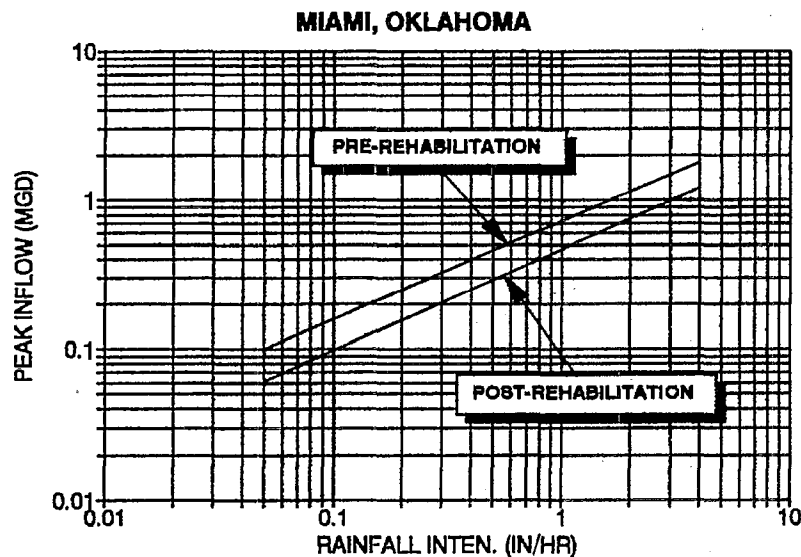 MIAMI, OKLAHOMA
10
PRE-REHABILITATION
1
PEAK INFLOW (MGD)
0.1
POST-REHABILITATION
0.01
0.01 0.1 1 10
RAINFALL INTEN. (IN/HR)